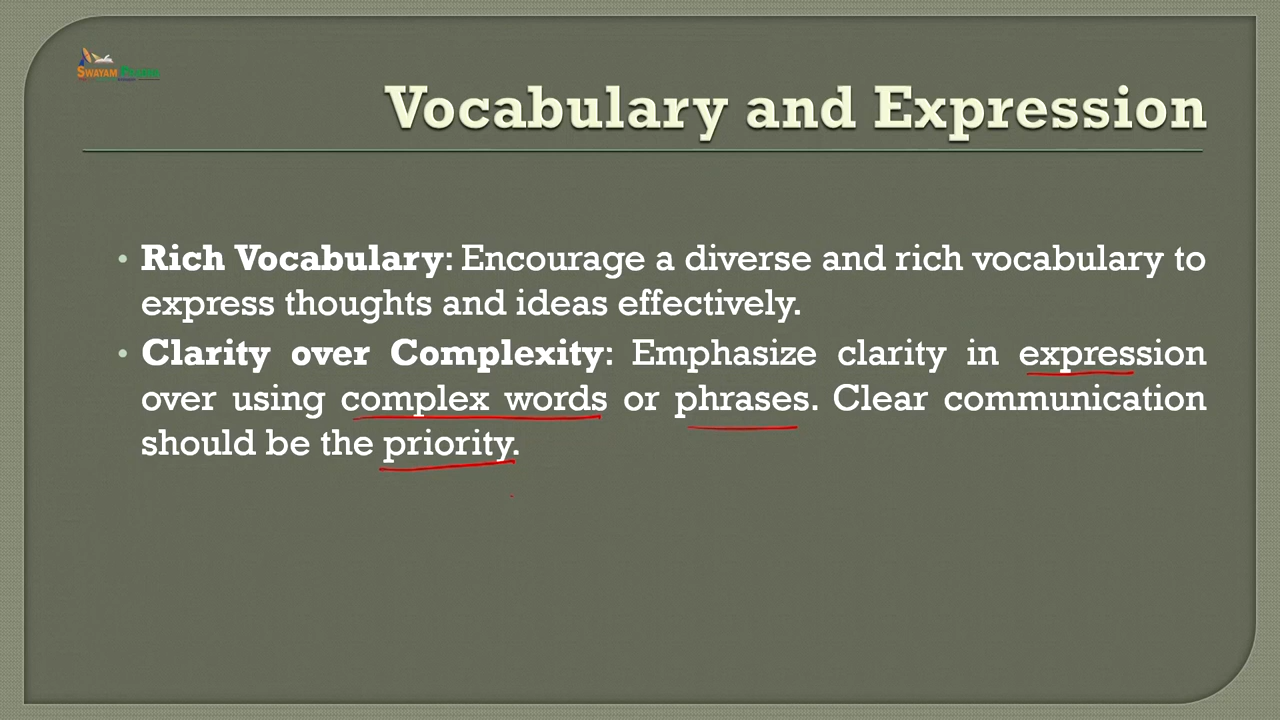 SWAYAM PRABHA
Vocabulary and Expression
• Rich Vocabulary: Encourage a diverse and rich vocabulary to
express thoughts and ideas effectively.
• Clarity over Complexity: Emphasize clarity in expression
over using complex words or phrases. Clear communication
should be the priority.